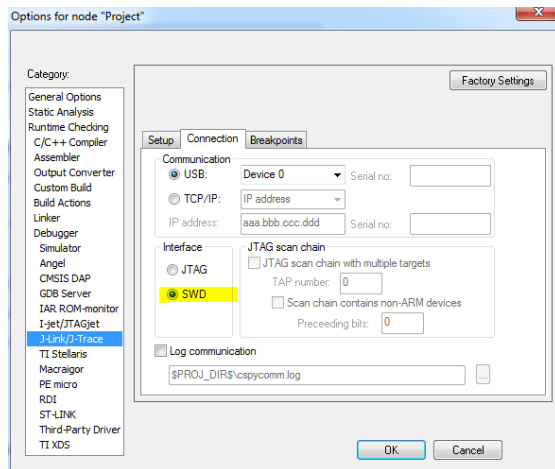 Options for node "Project"
Category:
Factory Settings
General Options
Static Analysis
Runtime Checking
C/C++ Compiler
Assembler
Output Converter
Custom Build
Build Actions
Linker
Debugger
Simulator
Angel
CMSIS DAP
GDB Server
IAR ROM-monitor
I-jet/JTAGjet
J-Link/J-Trace
TI Stellaris
Macraigor
PE micro
RDI
ST-LINK
Third-Party Driver
TI XDS
Setup Connection Breakpoints
Communication
USB: Device 0 Serial no:
TCP/IP: IP address
IP address: aaa.bbb.ccc.ddd Serial no:
Interface
JTAG
SWD
JTAG scan chain
JTAG scan chain with multiple targets
TAP number: 0
Scan chain contains non-ARM devices
Preceeding bits: 0
Log communication
$PROJ_DIR$\cspycomm.log
...
OK Cancel